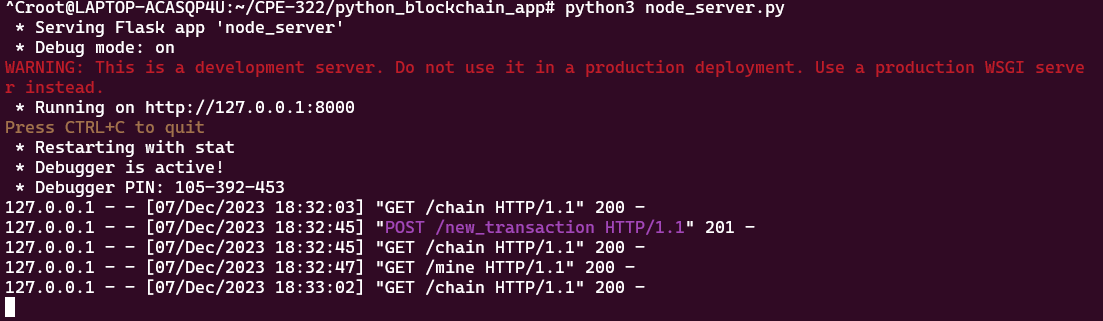 ^Croot@LAPTOP-ACASQP4U:~/CPE-322/python_blockchain_app# python3 node_server.py
 * Serving Flask app 'node_server'
 * Debug mode: on
WARNING: This is a development server. Do not use it in a production deployment. Use a production WSGI serve
r instead.
 * Running on http://127.0.0.1:8000
Press CTRL+C to quit
 * Restarting with stat
 * Debugger is active!
 * Debugger PIN: 105-392-453
127.0.0.1 - - [07/Dec/2023 18:32:03] "GET /chain HTTP/1.1" 200 -
127.0.0.1 - - [07/Dec/2023 18:32:45] "POST /new_transaction HTTP/1.1" 201 -
127.0.0.1 - - [07/Dec/2023 18:32:45] "GET /chain HTTP/1.1" 200 -
127.0.0.1 - - [07/Dec/2023 18:32:47] "GET /mine HTTP/1.1" 200 -
127.0.0.1 - - [07/Dec/2023 18:33:02] "GET /chain HTTP/1.1" 200 -